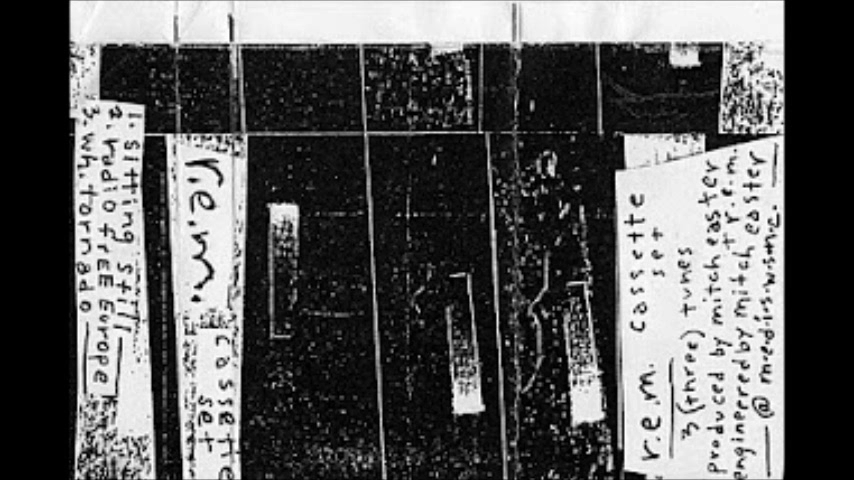 1. sitting still
2. radio free Europe
3. wh. tornado
r.e.m.
cassette
set
r.e.m. cassette
set
3 (three) tunes
produced by mitch easter
engineered by mitch easter
@